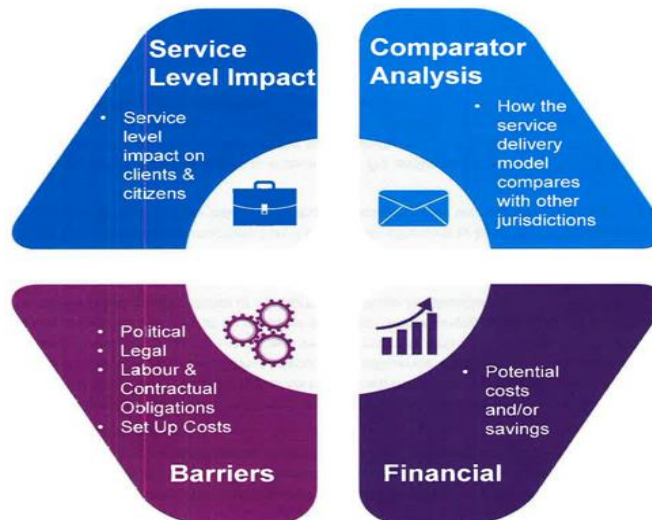 Service
Level Impact
• Service
level
impact on
clients &
citizens
Comparator
Analysis
• How the
service
delivery
model
compares
with other
jurisdictions
• Political
• Legal
• Labour &
Contractual
Obligations
• Set Up Costs
Barriers
• Potential
costs
and/or
savings
Financial